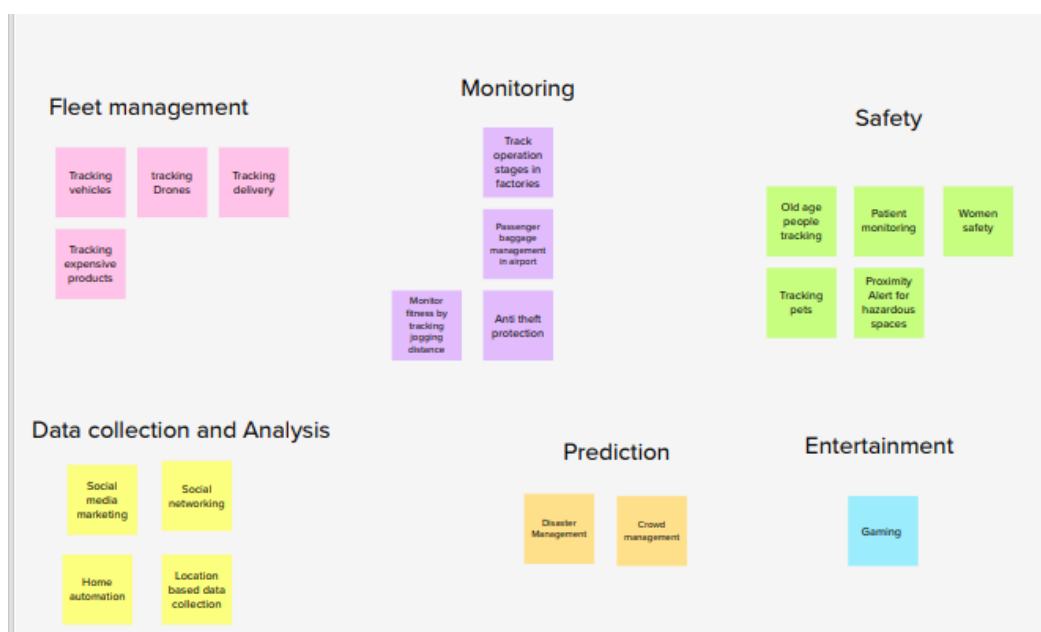 Fleet management
Tracking
vehicles
tracking
Drones
Tracking
delivery
Tracking
expensive
products
Monitoring
Track
operation
stages in
factories
Passenger
baggage
management
in airport
Monitor
fitness by
tracking
jogging
distance
Anti theft
protection
Safety
Old age
people
tracking
Patient
monitoring
Women
safety
Tracking
pets
Proximity
Alert for
hazardous
spaces
Data collection and Analysis
Social
media
marketing
Social
networking
Home
automation
Location
based data
collection
Prediction
Disaster
Management
Crowd
management
Entertainment
Gaming